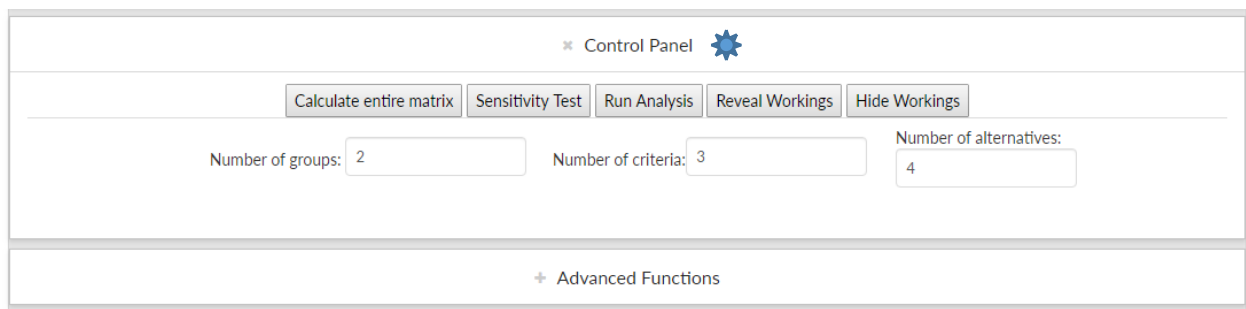 Control Panel
Calculate entire matrix Sensitivity Test Run Analysis Reveal Workings Hide Workings
Number of groups: 2 Number of criteria: 3 Number of alternatives: 4
Advanced Functions